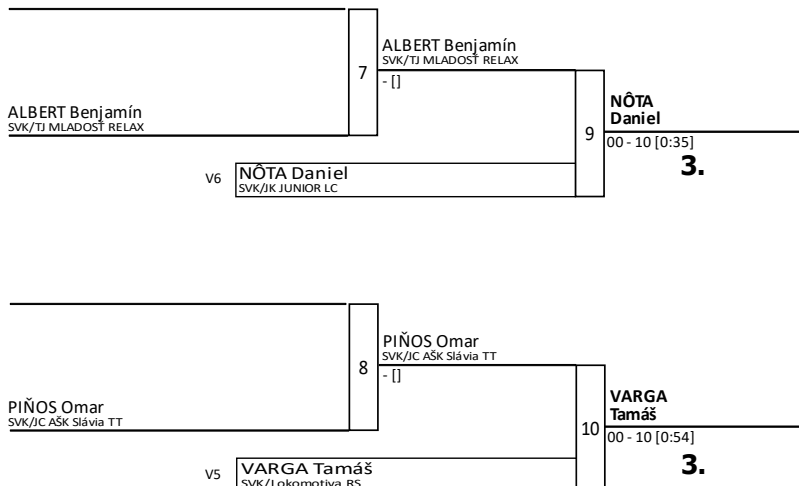 ALBERT Benjamín
SVK/TJ MLADOSŤ RELAX
7
- []
ALBERT Benjamín
SVK/TJ MLADOSŤ RELAX
NÔTA
Daniel
9
00 - 10 [0:35]
3.
V6
NÔTA Daniel
SVK/JK JUNIOR LC
PIŇOS Omar
SVK/JC AŠK Slávia TT
8
- []
PIŇOS Omar
SVK/JC AŠK Slávia TT
VARGA
Tamáš
10
00 - 10 [0:54]
3.
V5
VARGA Tamáš
SVK/Lokomotiva RS